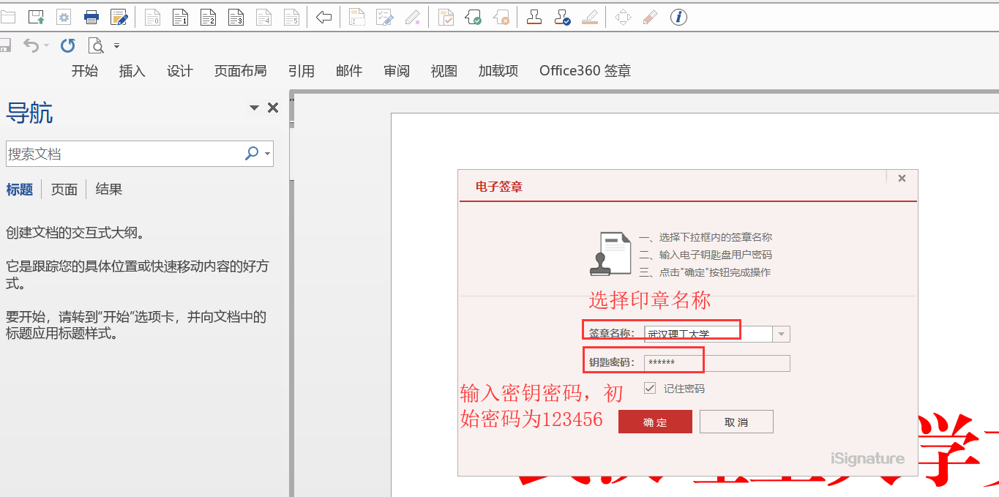 0
1
2
3
4
5
开始 插入 设计 页面布局 引用 邮件 审阅 视图 加载项 Office360 签章
导航
搜索文档
标题 页面 结果
创建文档的交互式大纲。
它是跟踪您的具体位置或快速移动内容的好方
式。
要开始，请转到“开始”选项卡，并向文档中的
标题应用标题样式。
电子签章
一、选择下拉框内的签章名称
二、输入电子钥匙盘用户密码
三、点击"确定"按钮完成操作
选择印章名称
签章名称： 武汉理工大学
钥匙密码： ******
记住密码
输入密钥密码，初
始密码为123456
确 定 取 消
iSignature
学